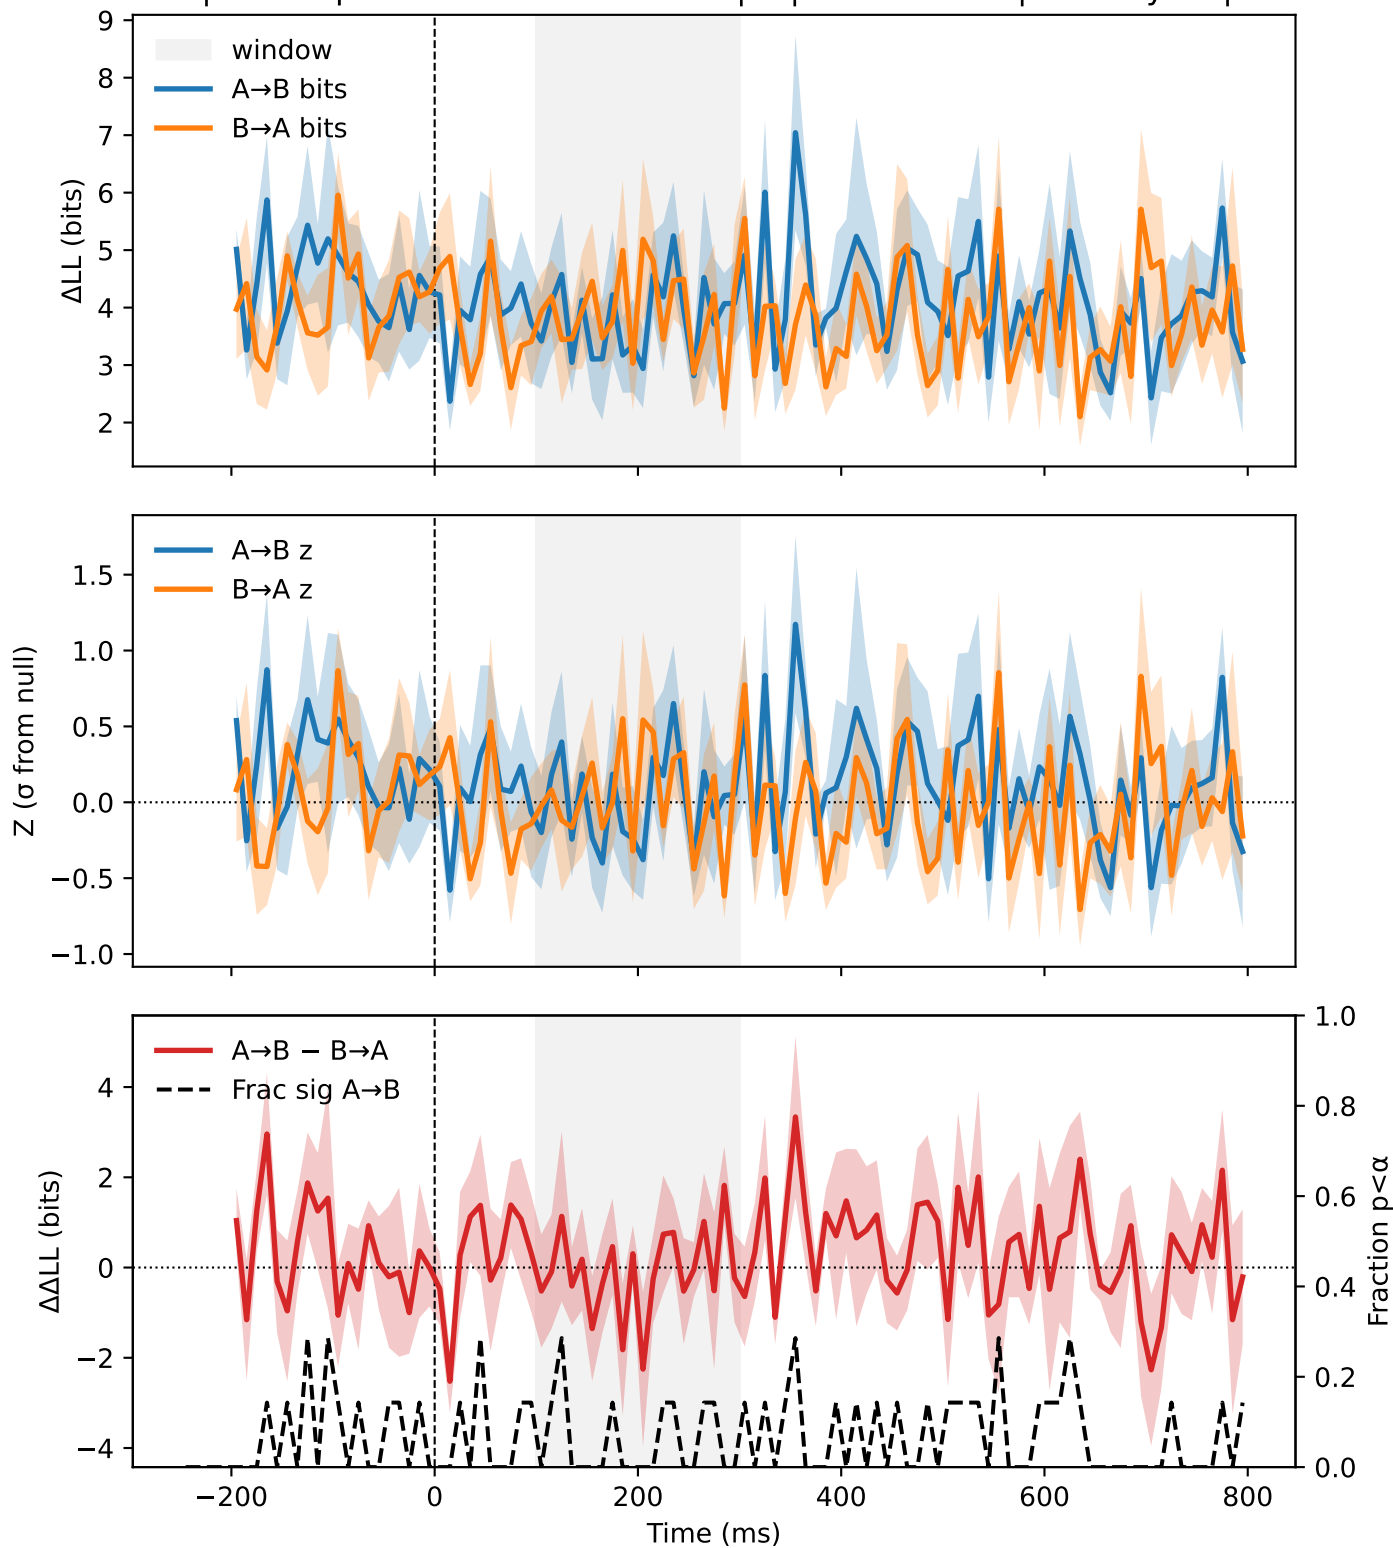 9
8
7
6
5
4
3
2
ΔLL (bits)
window
A→B bits
B→A bits
1.5
1.0
0.5
0.0
−0.5
−1.0
Z (σ from null)
A→B z
B→A z
4
2
0
−2
−4
ΔΔLL (bits)
A→B − B→A
Frac sig A→B
1.0
0.8
0.6
0.4
0.2
0.0
Fraction p<α
−200 0 200 400 600 800
Time (ms)